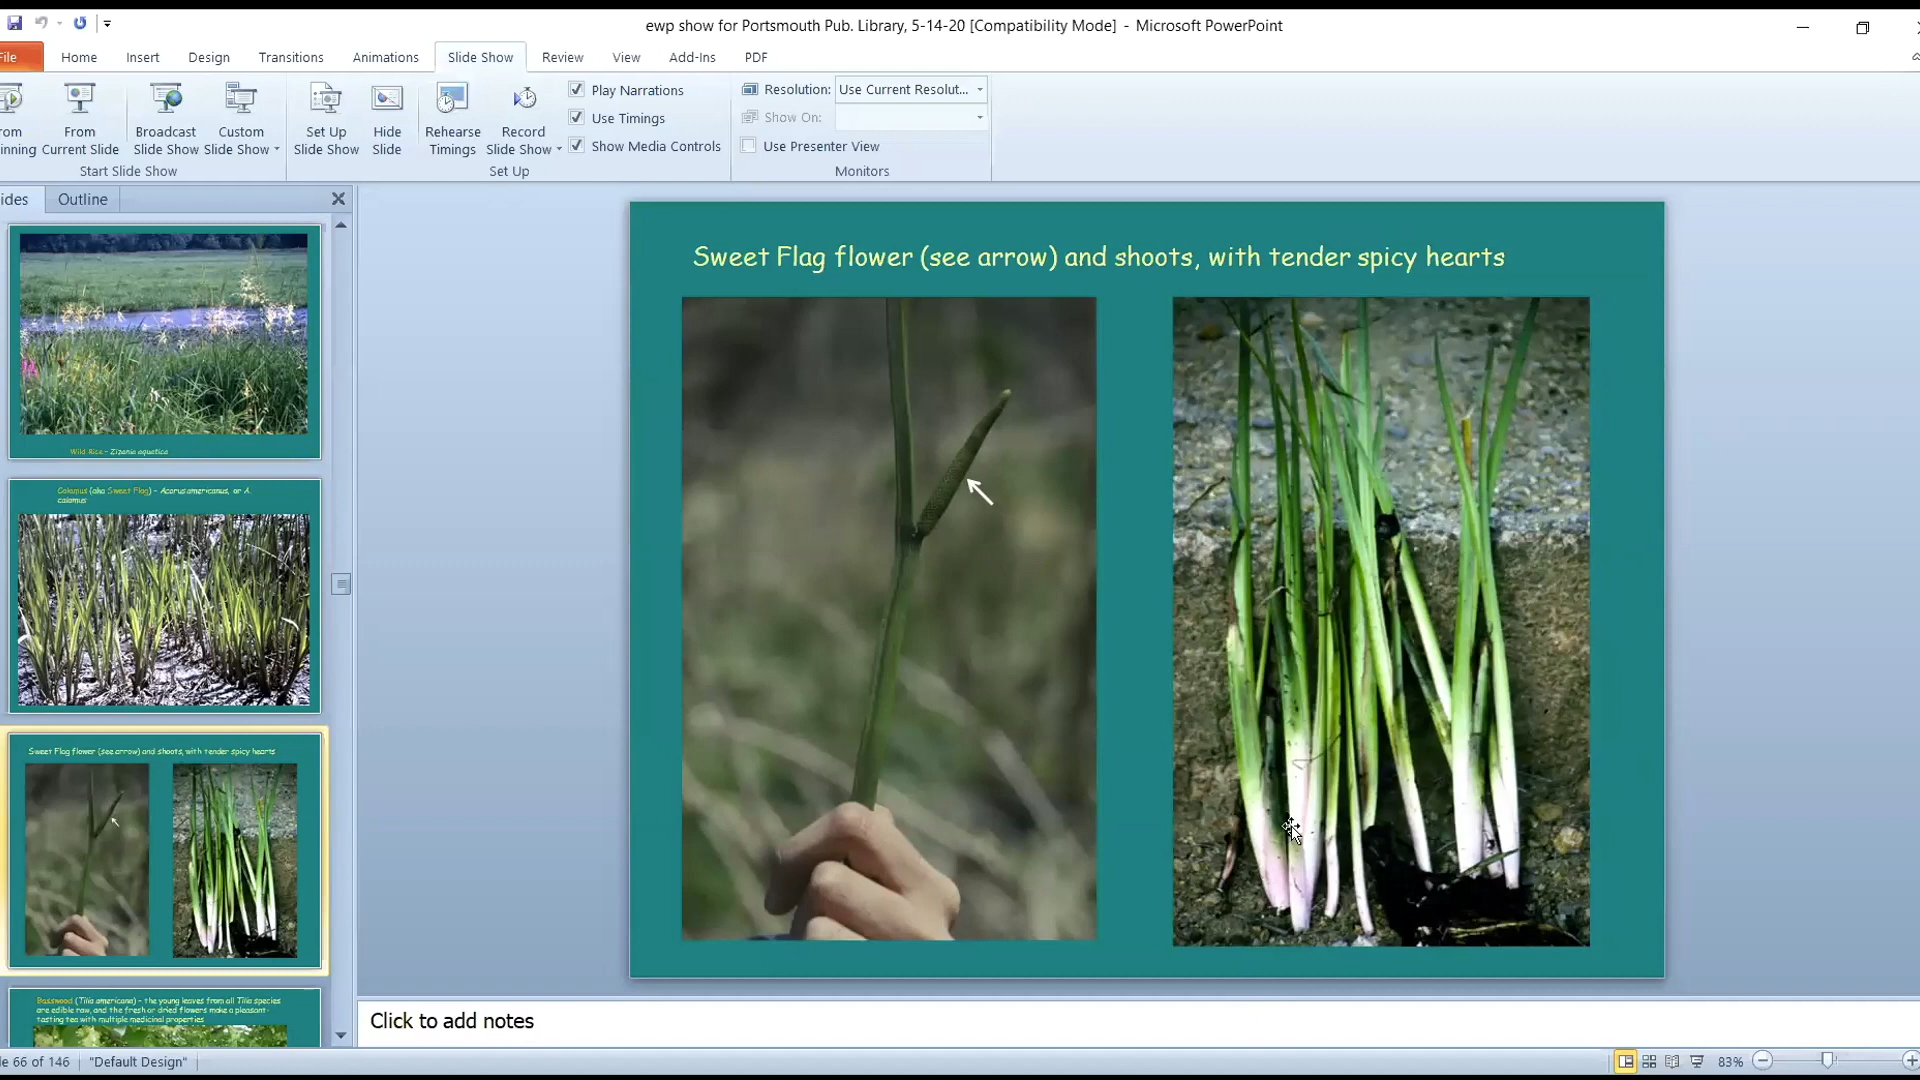 ewp show for Portsmouth Pub. Library, 5-14-20 [Compatibility Mode] - Microsoft PowerPoint
File Home Insert Design Transitions Animations Slide Show Review View Add-Ins PDF
From Current Slide
Broadcast Slide Show
Custom Slide Show
Set Up Slide Show
Hide Slide
Rehearse Timings
Record Slide Show
Play Narrations
Use Timings
Show Media Controls
Resolution: Use Current Resolut...
Show On:
Use Presenter View
Start Slide Show
Set Up
Monitors
ides Outline
Wild Rice - Zizania aquatica
Calamus (aka Sweet Flag) - Acorus americanus, or A.
calamus
Sweet Flag flower (see arrow) and shoots, with tender spicy hearts
Basswood (Tilia americana) - the young leaves from all Tilia species
are edible raw, and the fresh or dried flowers make a pleasant-
tasting tea with multiple medicinal properties
Sweet Flag flower (see arrow) and shoots, with tender spicy hearts
Click to add notes
le 66 of 146 "Default Design" 83%